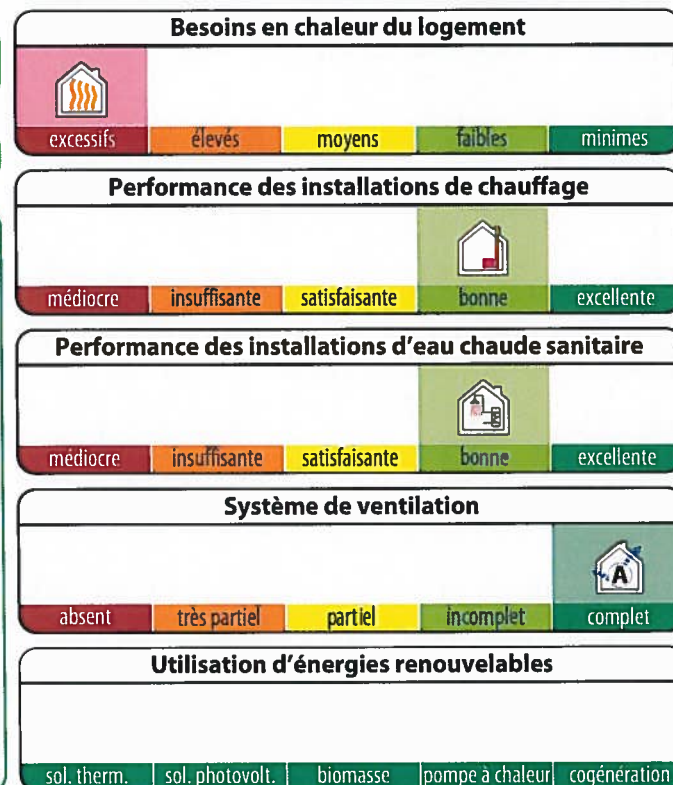 Besoins en chaleur du logement
excessifs élevés moyens faibles minimes
Performance des installations de chauffage
médiocre insuffisante satisfaisante bonne excellente
Performance des installations d'eau chaude sanitaire
médiocre insuffisante satisfaisante bonne excellente
Système de ventilation
A
absent très partiel partiel incomplet complet
Utilisation d'énergies renouvelables
sol. therm. sol. photovolt. biomasse pompe à chaleur cogénération